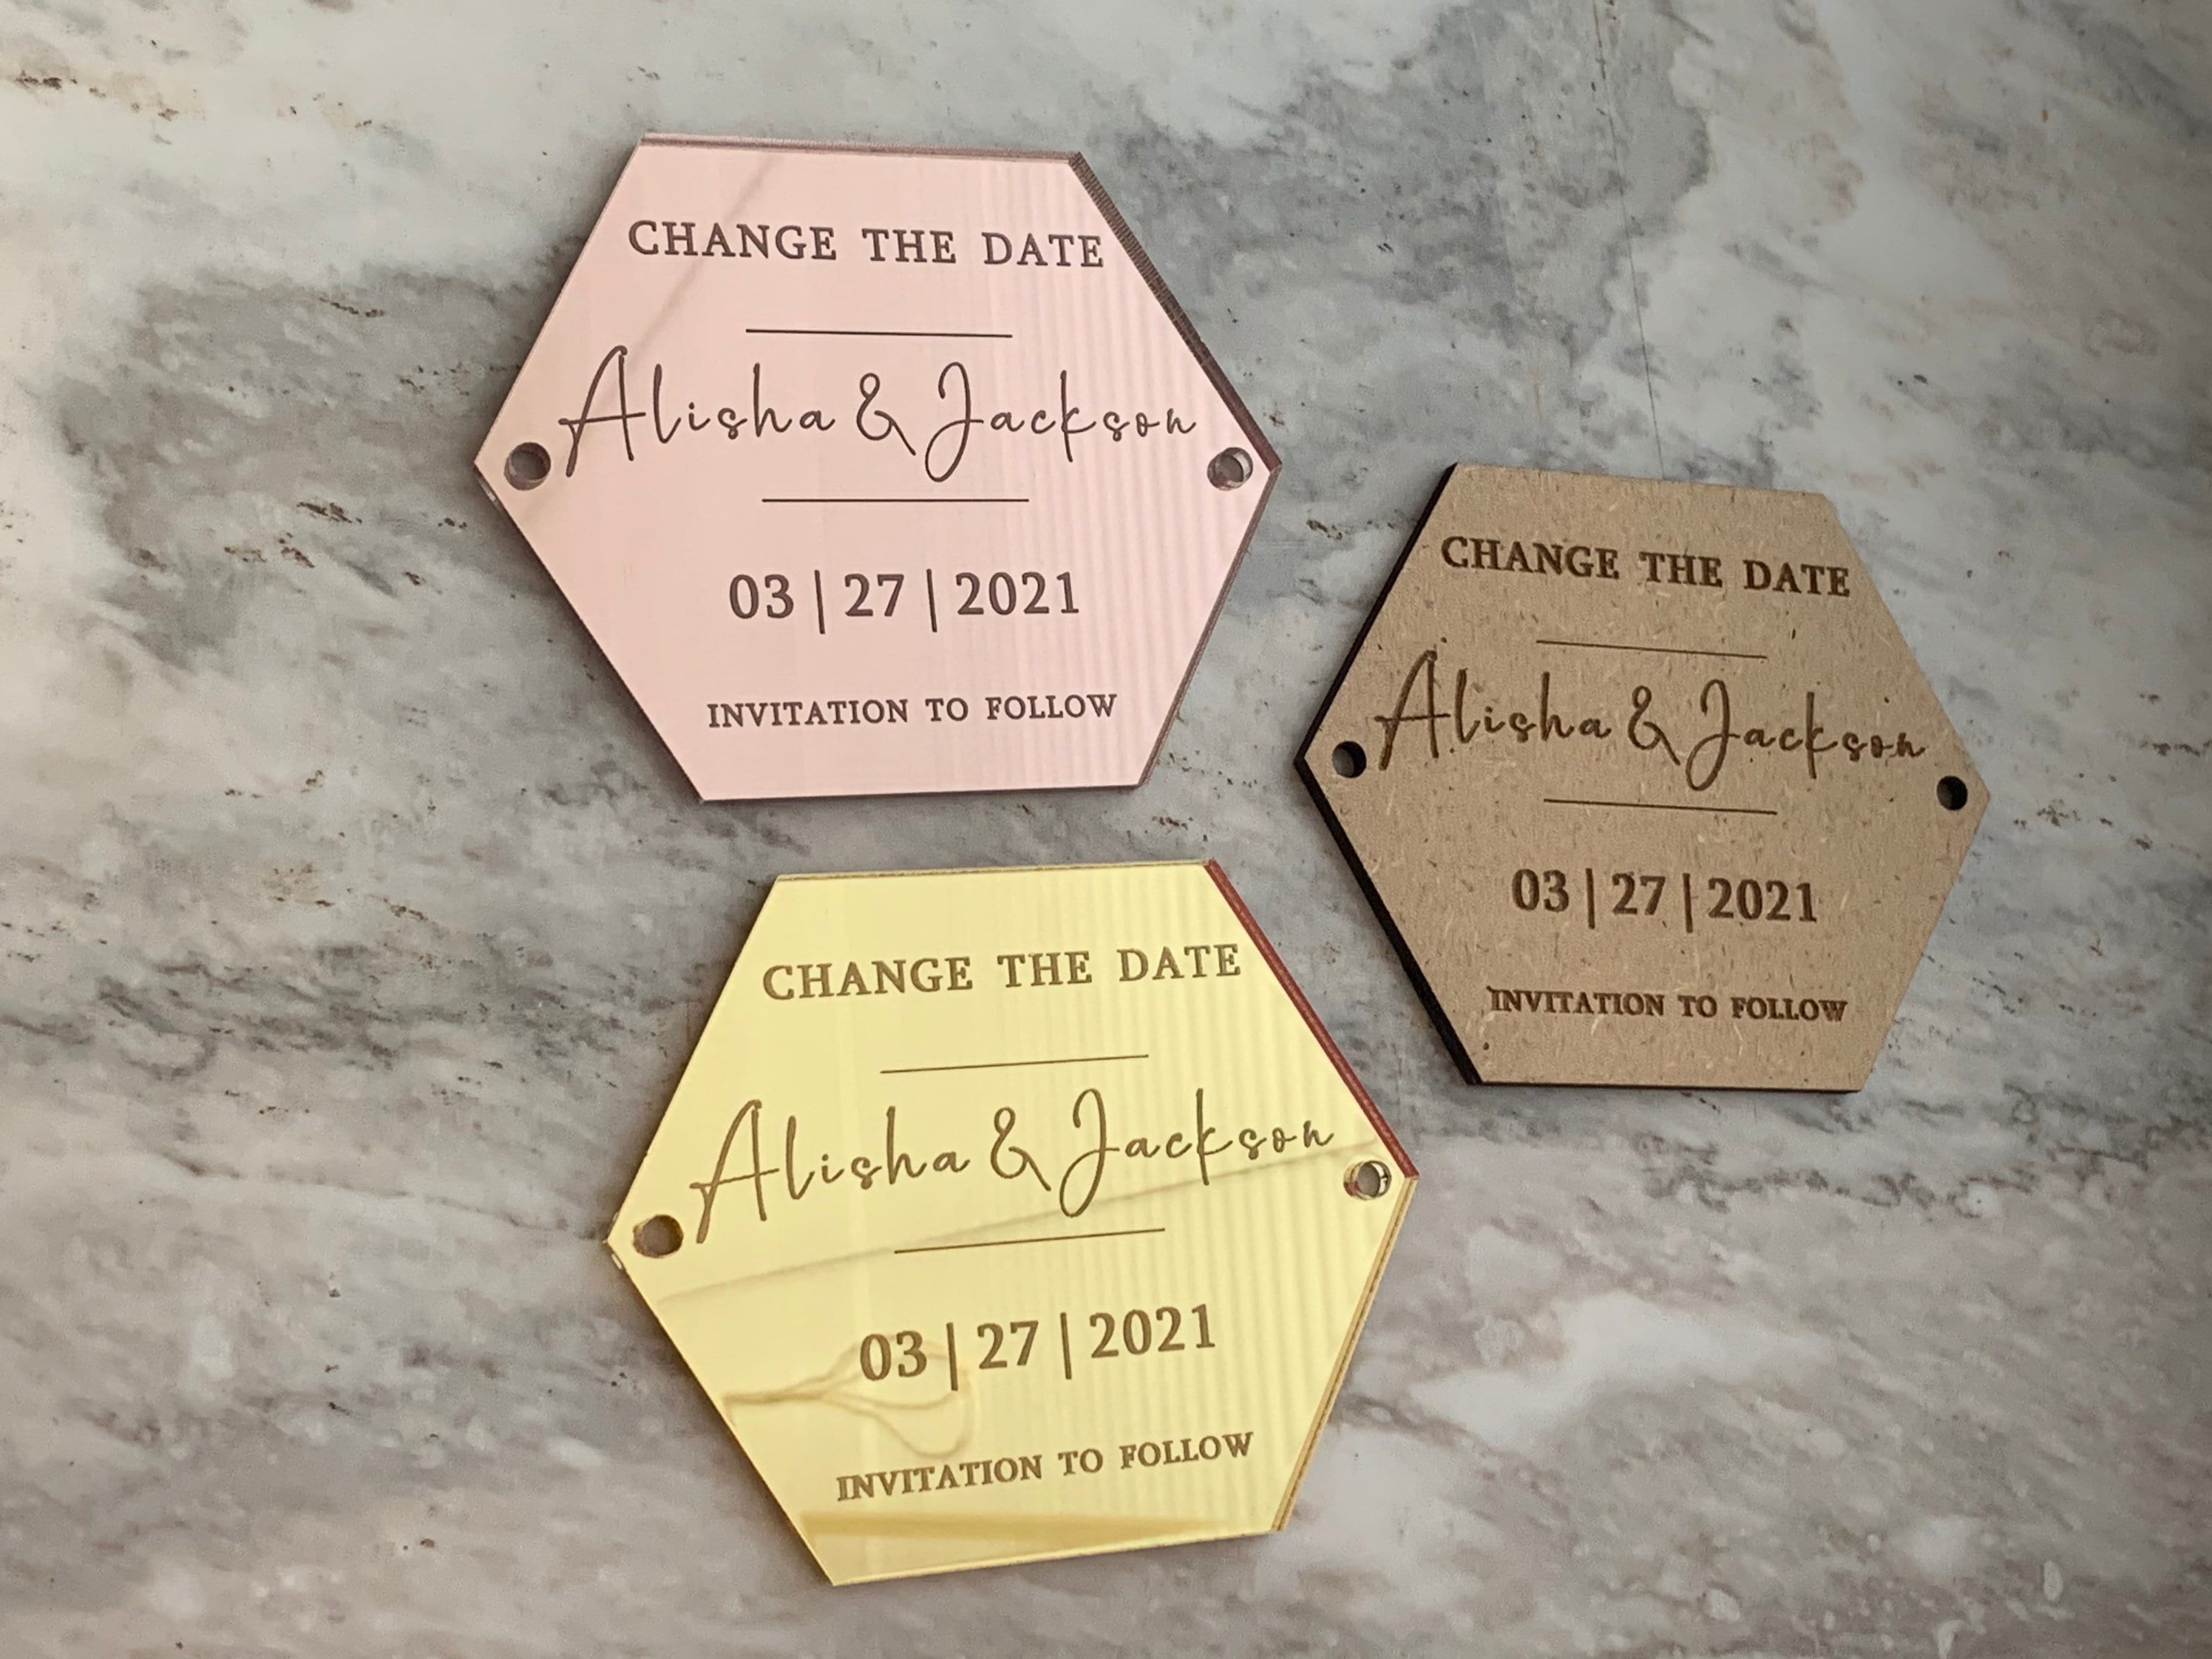 CHANGE THE DATE
Alisha & Jackson
03 | 27 | 2021
INVITATION TO FOLLOW
CHANGE THE DATE
Alisha & Jackson
03 | 27 | 2021
INVITATION TO FOLLOW
CHANGE THE DATE
Alisha & Jackson
03 | 27 | 2021
INVITATION TO FOLLOW